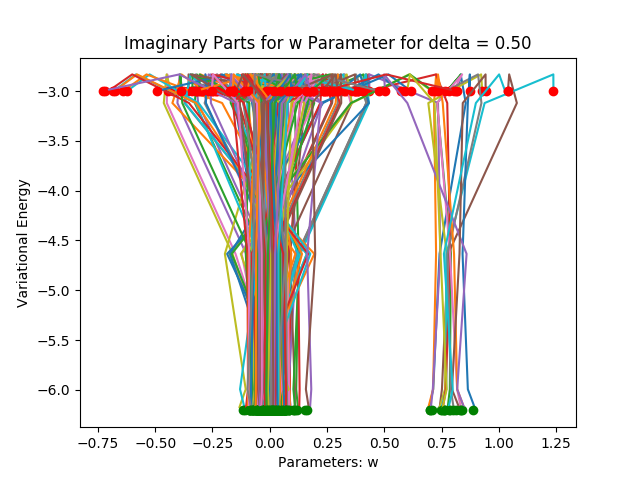 Imaginary Parts for w Parameter for delta = 0.50
Variational Energy
−3.0
−3.5
−4.0
−4.5
−5.0
−5.5
−6.0
−0.75 −0.50 −0.25 0.00 0.25 0.50 0.75 1.00 1.25
Parameters: w